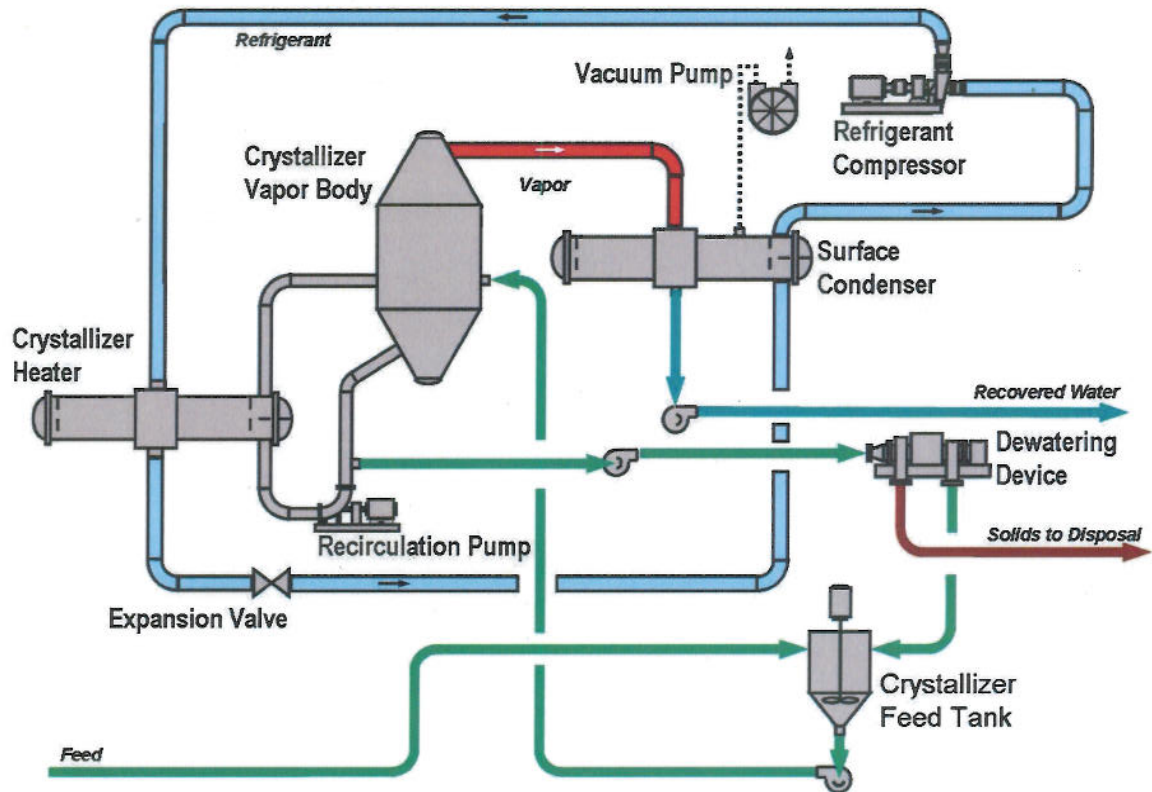 Refrigerant
Vacuum Pump
Refrigerant
Compressor
Crystallizer
Vapor Body
Vapor
Surface
Condenser
Crystallizer
Heater
Recovered Water
Dewatering
Device
Recirculation Pump
Solids to Disposal
Expansion Valve
Crystallizer
Feed Tank
Feed